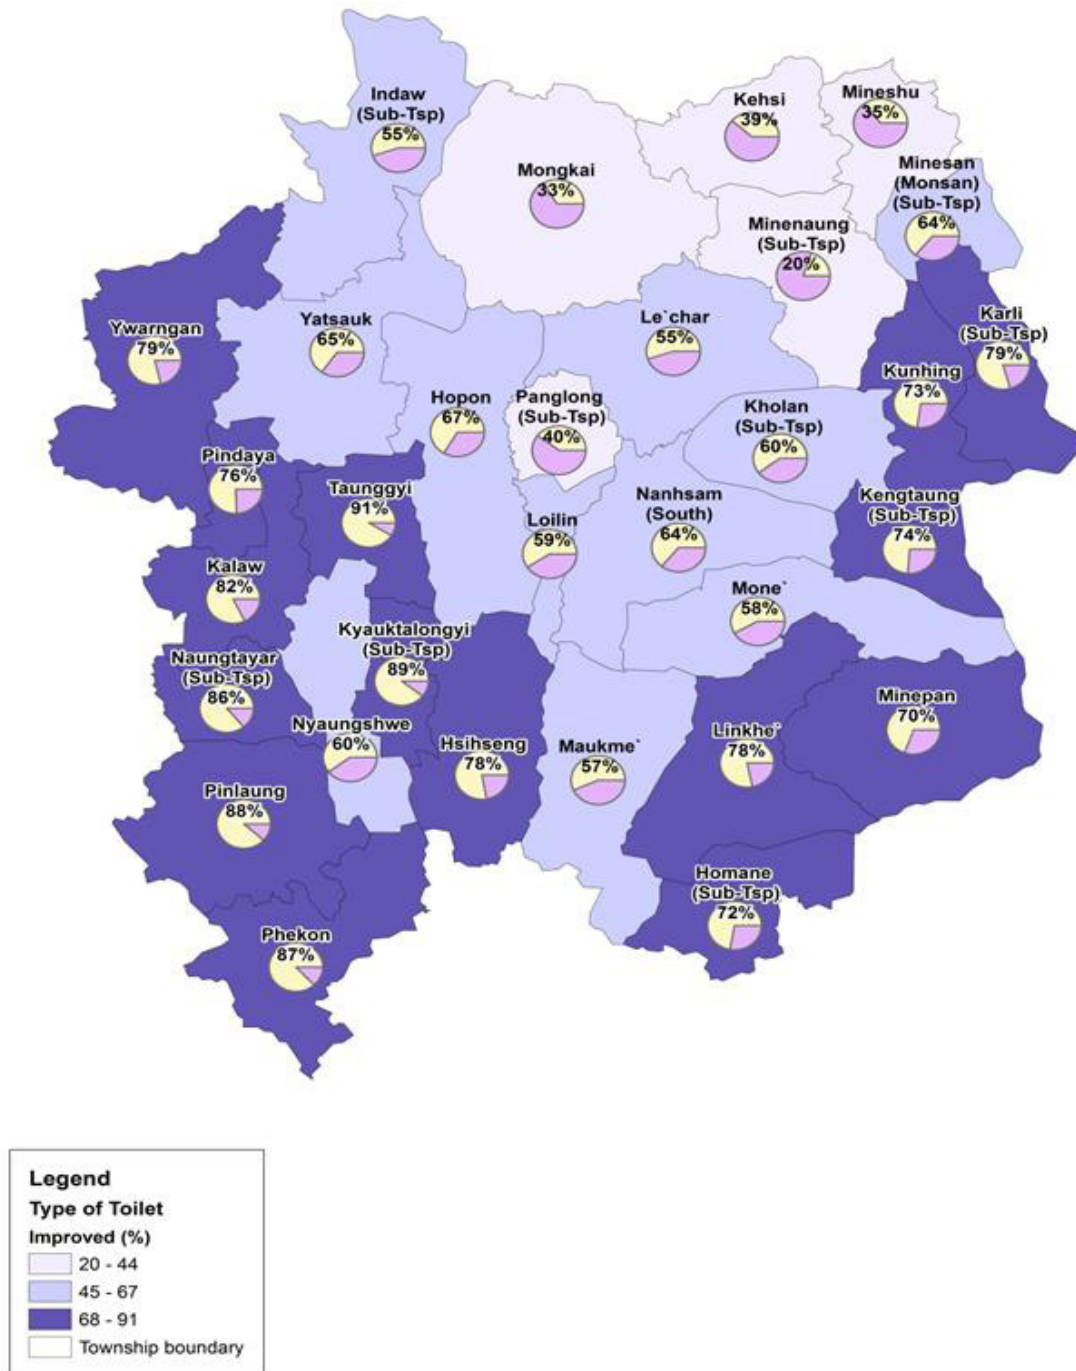 Indaw
(Sub-Tsp)
55%
Kehsi
39%
Mineshu
35%
Mongkai
33%
Minesan
(Monsan)
(Sub-Tsp)
64%
Minenaung
(Sub-Tsp)
20%
Ywarngan
79%
Yatsauk
65%
Le`char
55%
Karli
(Sub-Tsp)
79%
Kunhing
73%
Hopon
67%
Panglong
(Sub-Tsp)
40%
Kholan
(Sub-Tsp)
60%
Pindaya
76%
Taunggyi
91%
Loilin
59%
Nanhsam
(South)
64%
Kengtaung
(Sub-Tsp)
74%
Kalaw
82%
Mone`
58%
Kyauktalongyi
(Sub-Tsp)
89%
Naungtayar
(Sub-Tsp)
86%
Nyaungshwe
60%
Hsihseng
78%
Maukme`
57%
Linkhe`
78%
Minepan
70%
Pinlaung
88%
Homane
(Sub-Tsp)
72%
Phekon
87%
Legend
Type of Toilet
Improved (%)
20 - 44
45 - 67
68 - 91
Township boundary